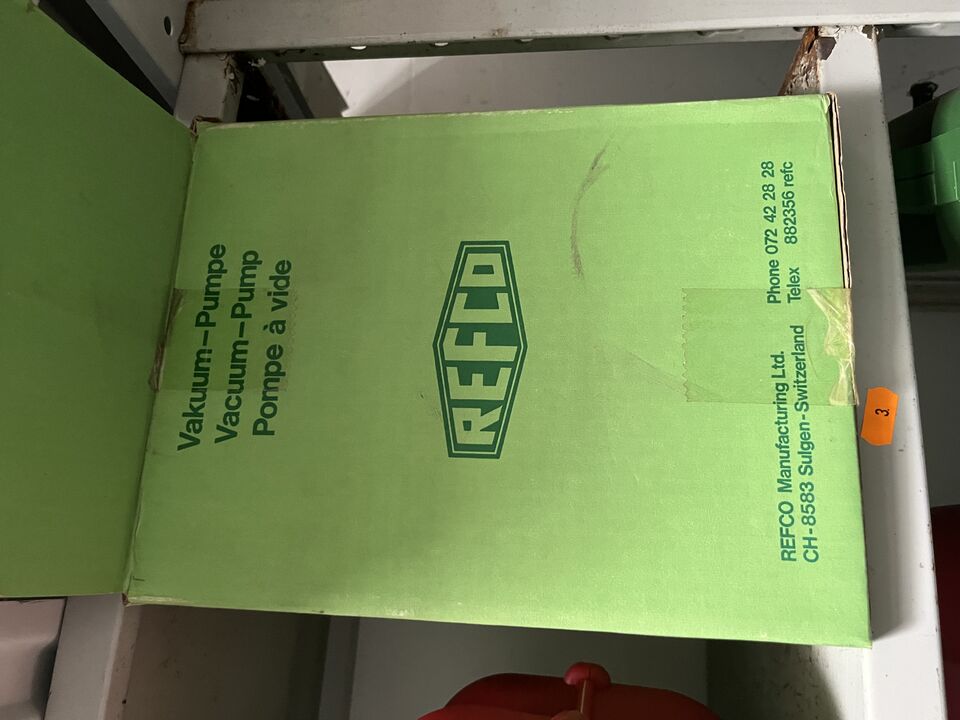 Vakuum-Pumpe
Vacuum-Pump
Pompe à vide
REFCO
REFCO Manufacturing Ltd. Phone 072 42 28 28
CH-8583 Sulgen-Switzerland Telex 882356 refc
3.